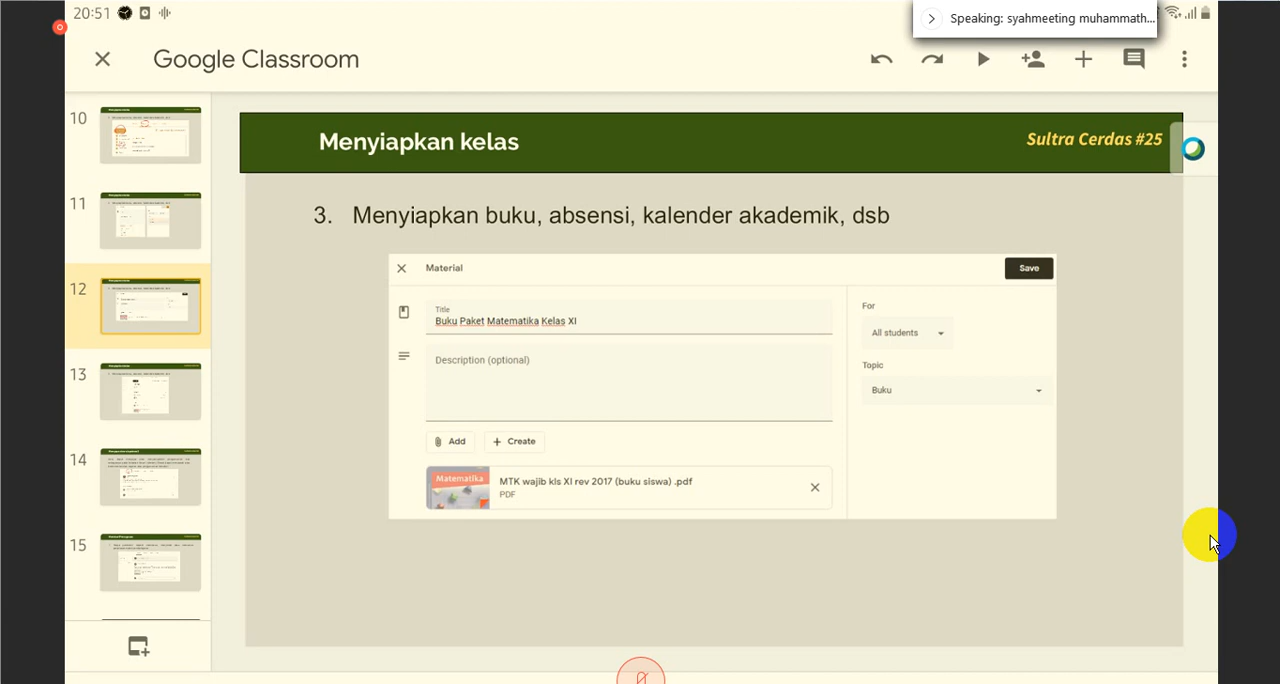 20:51
Speaking: syahmeeting muhammath...
Google Classroom
10
11
12
13
14
15
Menyiapkan kelas
Sultra Cerdas #25
3. Menyiapkan buku, absensi, kalender akademik, dsb
Material
Save
Title
Buku Paket Matematika Kelas XI
Description (optional)
Add
Create
Matematika
MTK wajib kls XI rev 2017 (buku siswa) .pdf
PDF
For
All students
Topic
Buku